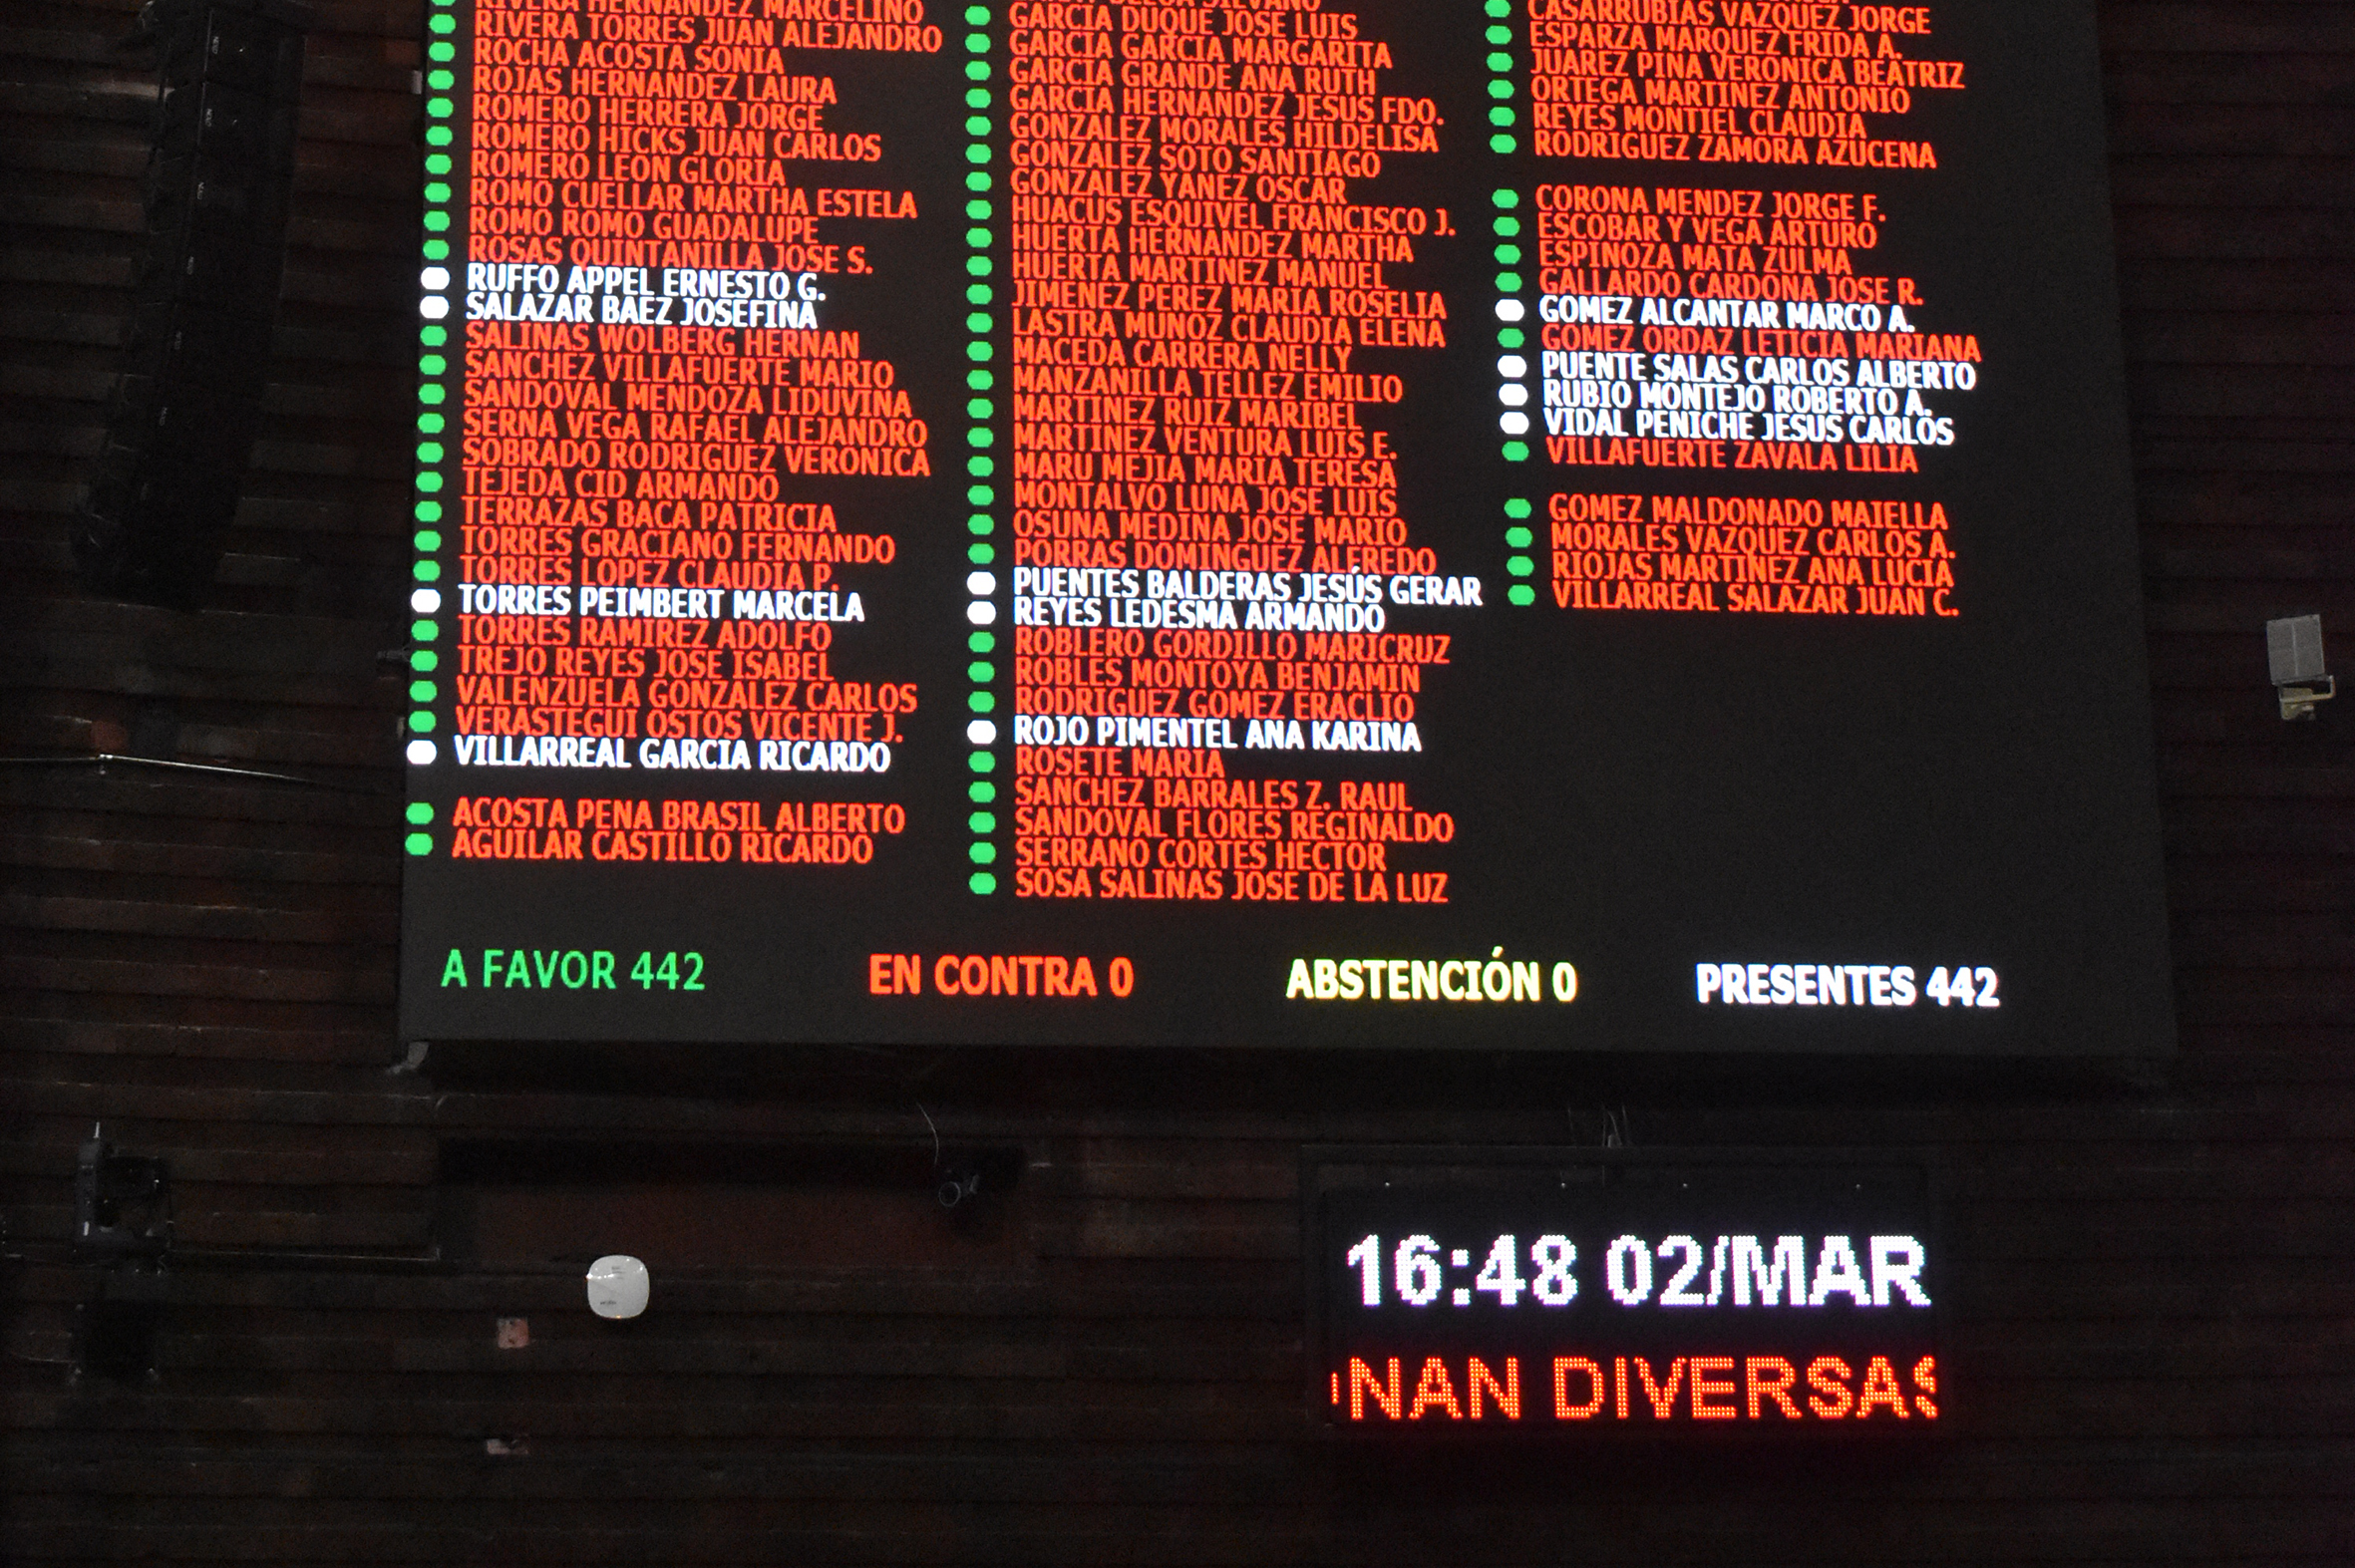 RIVERA HERNANDEZ MARCELINO
RIVERA TORRES JUAN ALEJANDRO
ROCHA ACOSTA SONIA
ROJAS HERNANDEZ LAURA
ROMERO HERRERA JORGE
ROMERO HICKS JUAN CARLOS
ROMERO LEON GLORIA
ROMO CUELLAR MARTHA ESTELA
ROMO ROMO GUADALUPE
ROSAS QUINTANILLA JOSE S.
RUFFO APPEL ERNESTO G.
SALAZAR BAEZ JOSEFINA
SALINAS WOLBERG HERNAN
SANCHEZ VILLAFUERTE MARIO
SANDOVAL MENDOZA LIDUVINA
SERNA VEGA RAFAEL ALEJANDRO
SOBRADO RODRIGUEZ VERONICA
TEJEDA CID ARMANDO
TERRAZAS BACA PATRICIA
TORRES GRACIANO FERNANDO
TORRES LOPEZ CLAUDIA P.
TORRES PEIMBERT MARCELA
TORRES RAMIREZ ADOLFO
TREJO REYES JOSE ISABEL
VALENZUELA GONZALEZ CARLOS
VERASTEGUI OSTOS VICENTE J.
VILLARREAL GARCIA RICARDO
ACOSTA PENA BRASIL ALBERTO
AGUILAR CASTILLO RICARDO
GARCIA DUQUE JOSE LUIS
GARCIA GARCIA MARGARITA
GARCIA GRANDE ANA RUTH
GARCIA HERNANDEZ JESUS FDO.
GONZALEZ MORALES HILDELISA
GONZALEZ SOTO SANTIAGO
GONZALEZ YANEZ OSCAR
HUACUS ESQUIVEL FRANCISCO J.
HUERTA HERNANDEZ MARTHA
HUERTA MARTINEZ MANUEL
JIMENEZ PEREZ MARIA ROSELIA
LASTRA MUNOZ CLAUDIA ELENA
MACEDA CARRERA NELLY
MANZANILLA TELLEZ EMILIO
MARTINEZ RUIZ MARIBEL
MARTINEZ VENTURA LUIS E.
MARU MEJIA MARIA TERESA
MONTALVO LUNA JOSE LUIS
OSUNA MEDINA JOSE MARIO
PORRAS DOMINGUEZ ALFREDO
PUENTES BALDERAS JESÚS GERAR
REYES LEDESMA ARMANDO
ROBLERO GORDILLO MARICRUZ
ROBLES MONTOYA BENJAMIN
RODRIGUEZ GOMEZ ERACLIO
ROJO PIMENTEL ANA KARINA
ROSETE MARIA
SANCHEZ BARRALES Z. RAUL
SANDOVAL FLORES REGINALDO
SERRANO CORTES HECTOR
SOSA SALINAS JOSE DE LA LUZ
CASARRUBIAS VAZQUEZ JORGE
ESPARZA MARQUEZ FRIDA A.
JUAREZ PINA VERONICA BEATRIZ
ORTEGA MARTINEZ ANTONIO
REYES MONTIEL CLAUDIA
RODRIGUEZ ZAMORA AZUCENA
CORONA MENDEZ JORGE F.
ESCOBAR Y VEGA ARTURO
ESPINOZA MATA ZULMA
GALLARDO CARDONA JOSE R.
GOMEZ ALCANTAR MARCO A.
GOMEZ ORDAZ LETICIA MARIANA
PUENTE SALAS CARLOS ALBERTO
RUBIO MONTEJO ROBERTO A.
VIDAL PENICHE JESUS CARLOS
VILLAFUERTE ZAVALA LILIA
GOMEZ MALDONADO MAIELLA
MORALES VAZQUEZ CARLOS A.
RIOJAS MARTINEZ ANA LUCIA
VILLARREAL SALAZAR JUAN C.
A FAVOR 442
EN CONTRA 0
ABSTENCIÓN 0
PRESENTES 442
16:48 02/MAR
NAN DIVERSAS